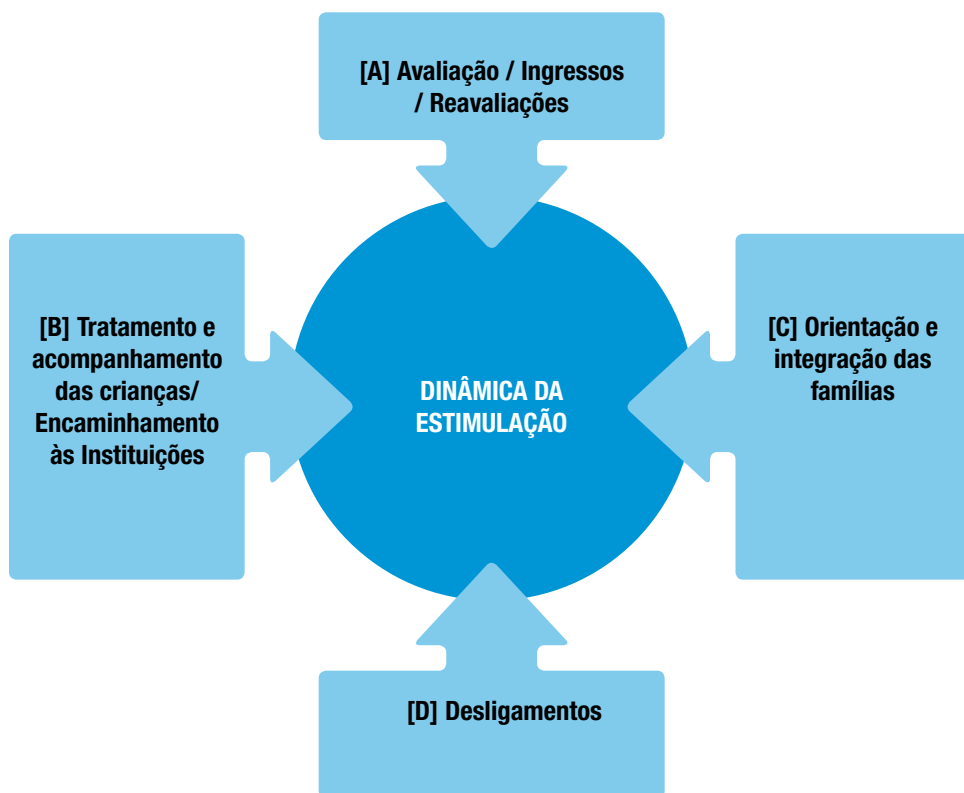 [A] Avaliação / Ingressos
/ Reavaliações
[B] Tratamento e
acompanhamento
das crianças/
Encaminhamento
às Instituições
DINÂMICA DA
ESTIMULAÇÃO
[C] Orientação e
integração das
famílias
[D] Desligamentos